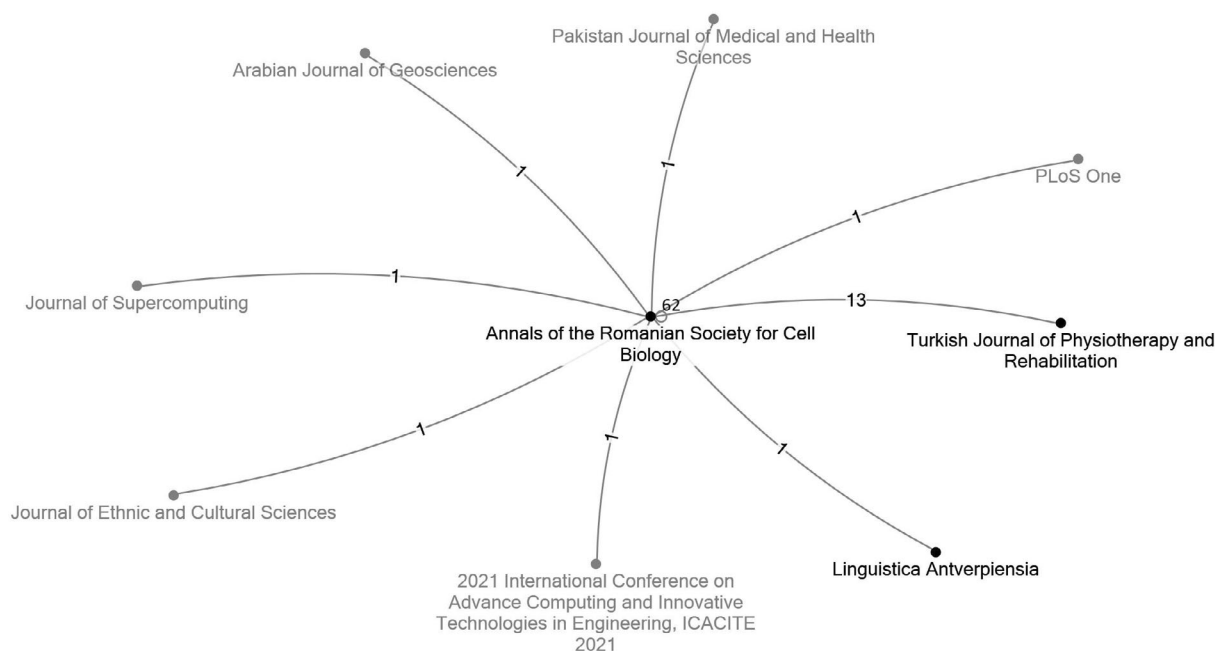 Pakistan Journal of Medical and Health
Sciences
Arabian Journal of Geosciences
1
1
PLoS One
1
1
Journal of Supercomputing
62
13
Annals of the Romanian Society for Cell
Biology
Turkish Journal of Physiotherapy and
Rehabilitation
1
1
1
Journal of Ethnic and Cultural Sciences
Linguistica Antverpiensia
2021 International Conference on
Advance Computing and Innovative
Technologies in Engineering, ICACITE
2021